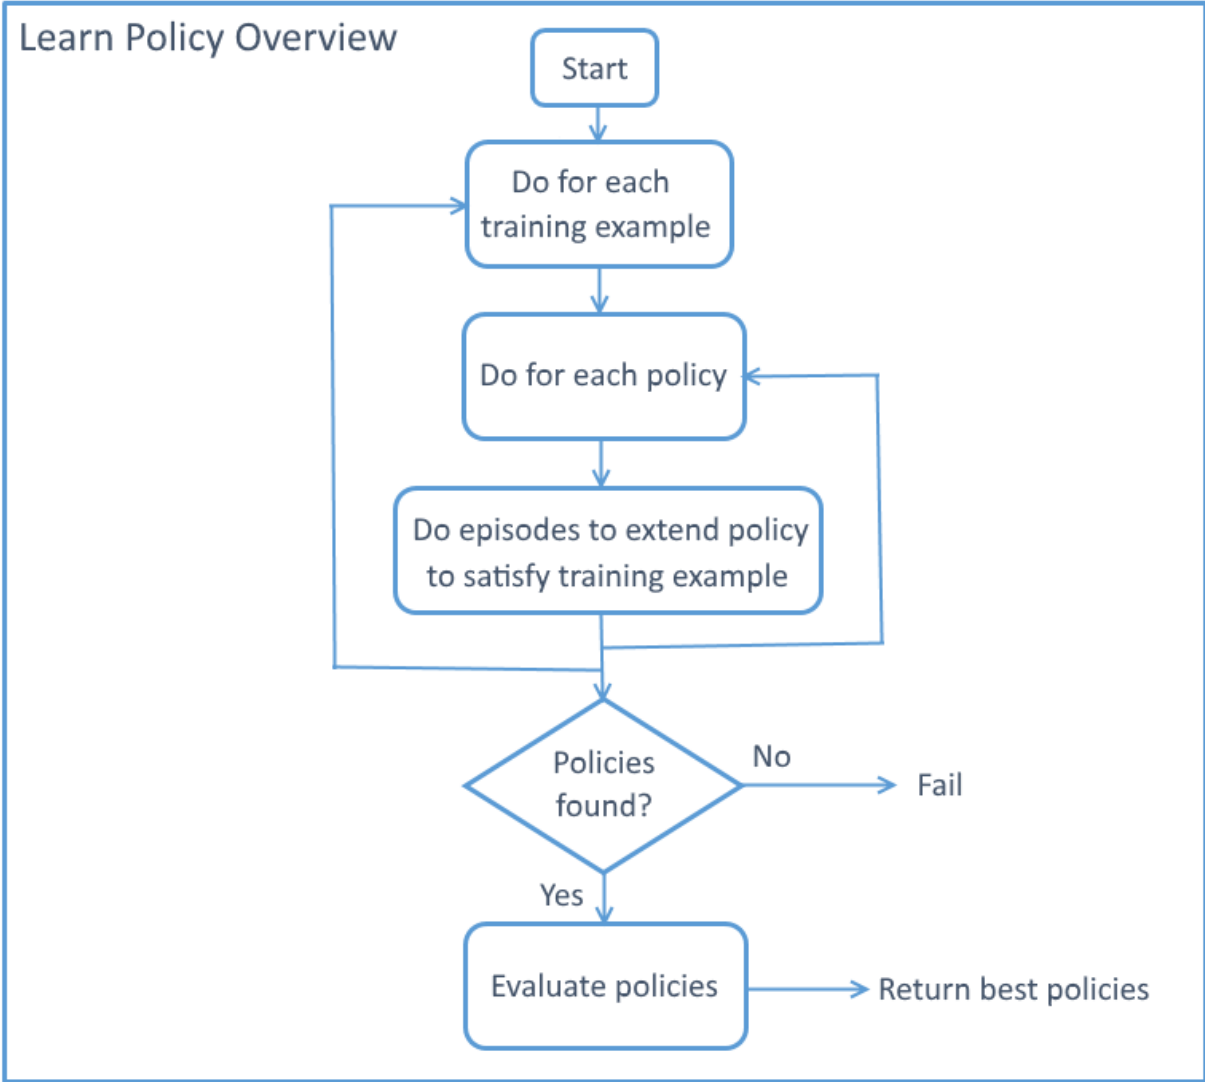 Learn Policy Overview
Start
Do for each
training example
Do for each policy
Do episodes to extend policy
to satisfy training example
Policies
found?
No
Fail
Yes
Evaluate policies
Return best policies